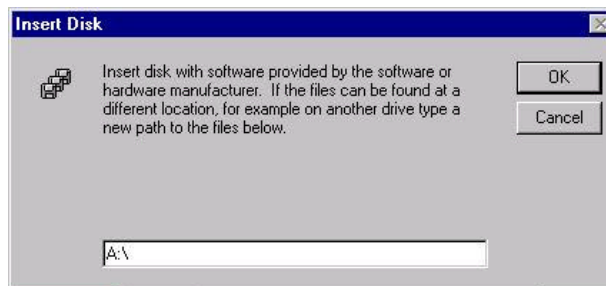 Insert Disk
Insert disk with software provided by the software or
hardware manufacturer. If the files can be found at a
different location, for example on another drive type a
new path to the files below.
OK
Cancel
A:\